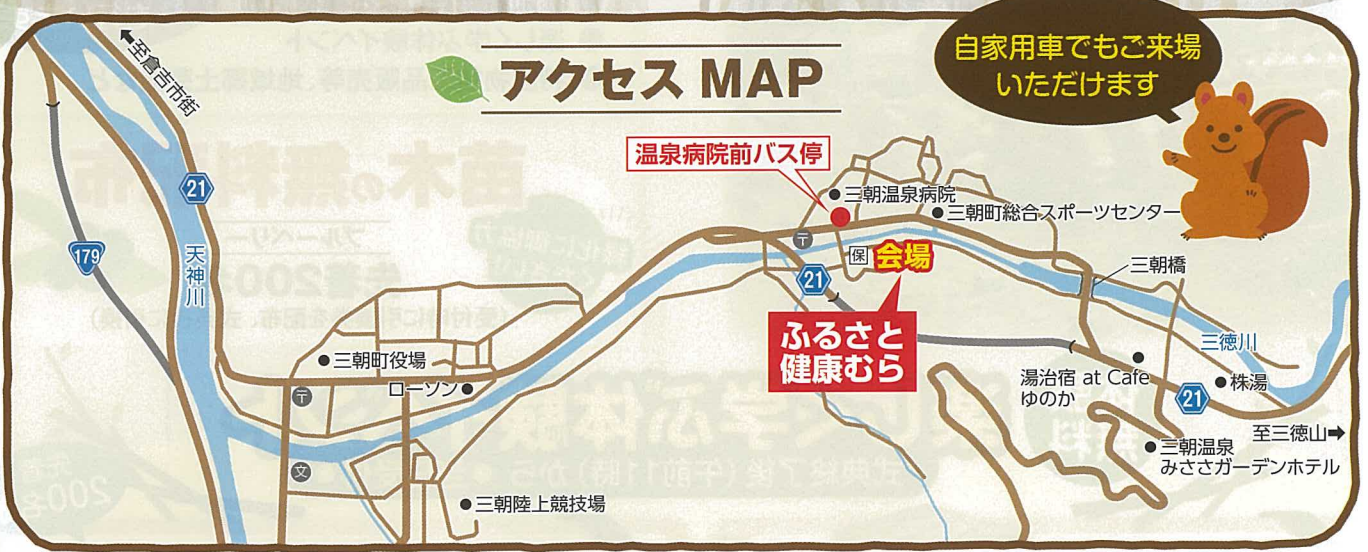 アクセス MAP
自家用車でもご来場
いただけます
←至倉吉市街
温泉病院前バス停
三朝温泉病院
三朝町総合スポーツセンター
21
〒
保
会場
179
天神川
21
三朝橋
ふるさと
健康むら
三徳川
三朝町役場
ローソン
湯治宿 at Cafe
ゆのか
株湯
〒
21
至三徳山➡
三朝温泉
みささガーデンホテル
文
三朝陸上競技場